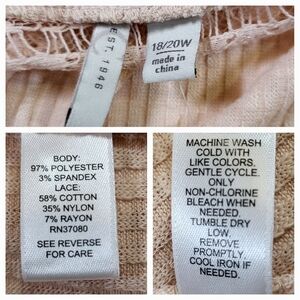 EST. 1946
18/20W
made in
china
BODY:
97% POLYESTER
3% SPANDEX
LACE:
58% COTTON
35% NYLON
7% RAYON
RN37080
SEE REVERSE
FOR CARE
MACHINE WASH
COLD WITH
LIKE COLORS.
GENTLE CYCLE.
ONLY
NON-CHLORINE
BLEACH WHEN
NEEDED.
TUMBLE DRY
LOW.
REMOVE
PROMPTLY.
COOL IRON IF
NEEDED.